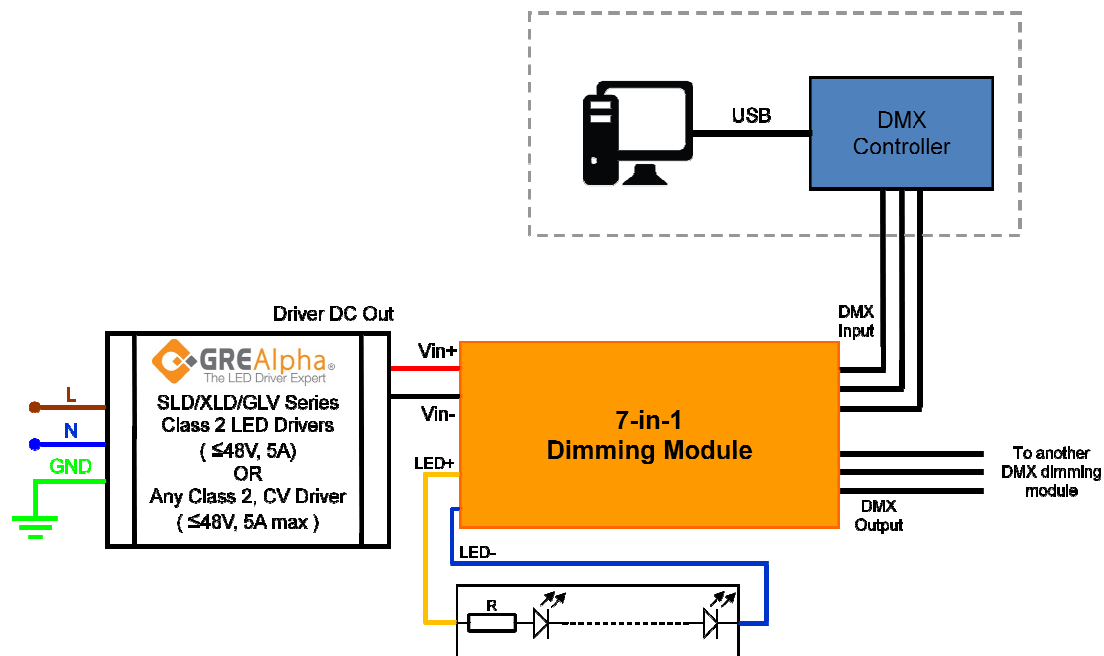 USB
DMX
Controller
Driver DC Out
DMX
Input
GREAlpha®
The LED Driver Expert
SLD/XLD/GLV Series
Class 2 LED Drivers
( ≤48V, 5A)
OR
Any Class 2, CV Driver
( ≤48V, 5A max )
L
N
GND
Vin+
Vin-
LED+
LED-
7-in-1
Dimming Module
To another
DMX dimming
module
DMX
Output
R